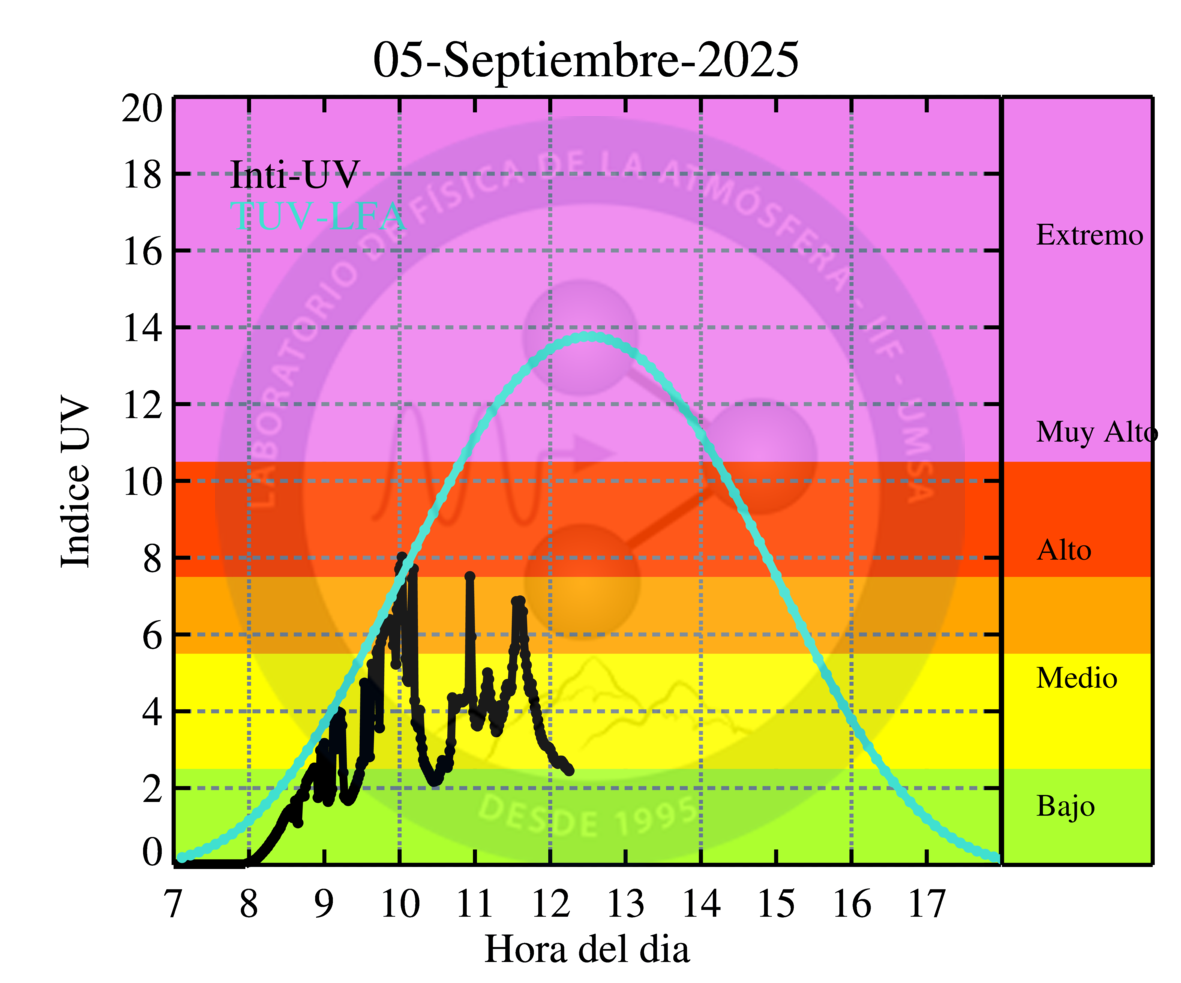 05-Septiembre-2025
Inti-UV
TUV-LFA
LABORATORIO DE FÍSICA DE LA ATMÓSFERA - IIF - UMSA
DESDE 1995
Indice UV
20
18
16
14
12
10
8
6
4
2
0
Extremo
Muy Alto
Alto
Medio
Bajo
7 8 9 10 11 12 13 14 15 16 17
Hora del dia